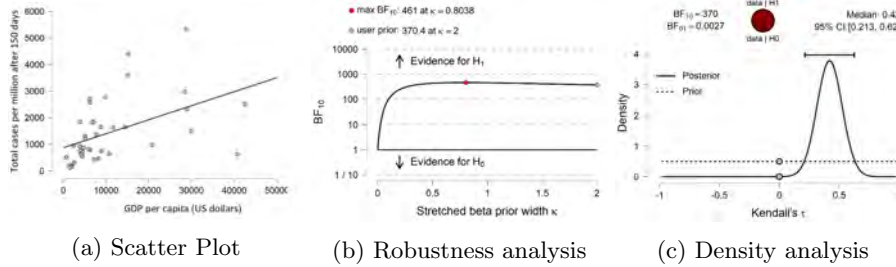 6000
5000
4000
3000
2000
1000
0
Total cases per million after 150 days
0 10000 20000 30000 40000 50000
GDP per capita (US dollars)
(a) Scatter Plot
max BF₁₀: 461 at κ = 0.8038
user prior: 370.4 at κ = 2
10000
1000
100
10
1
1 / 10
BF₁₀
Evidence for H₁
Evidence for H₀
0 0.5 1 1.5 2
Stretched beta prior width κ
(b) Robustness analysis
BF₁₀ = 370
BF₀₁ = 0.0027
data | H1
data | H0
Median: 0.4
95% CI [0.213, 0.62
4
3
2
1
0
Density
Posterior
Prior
-1 -0.5 0 0.5 1
Kendall's τ
(c) Density analysis